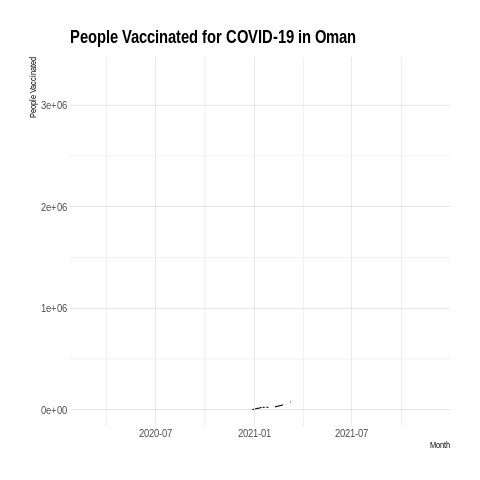 People Vaccinated for COVID-19 in Oman
People Vaccinated
3e+06
2e+06
1e+06
0e+00
2020-07
2021-01
2021-07
Month